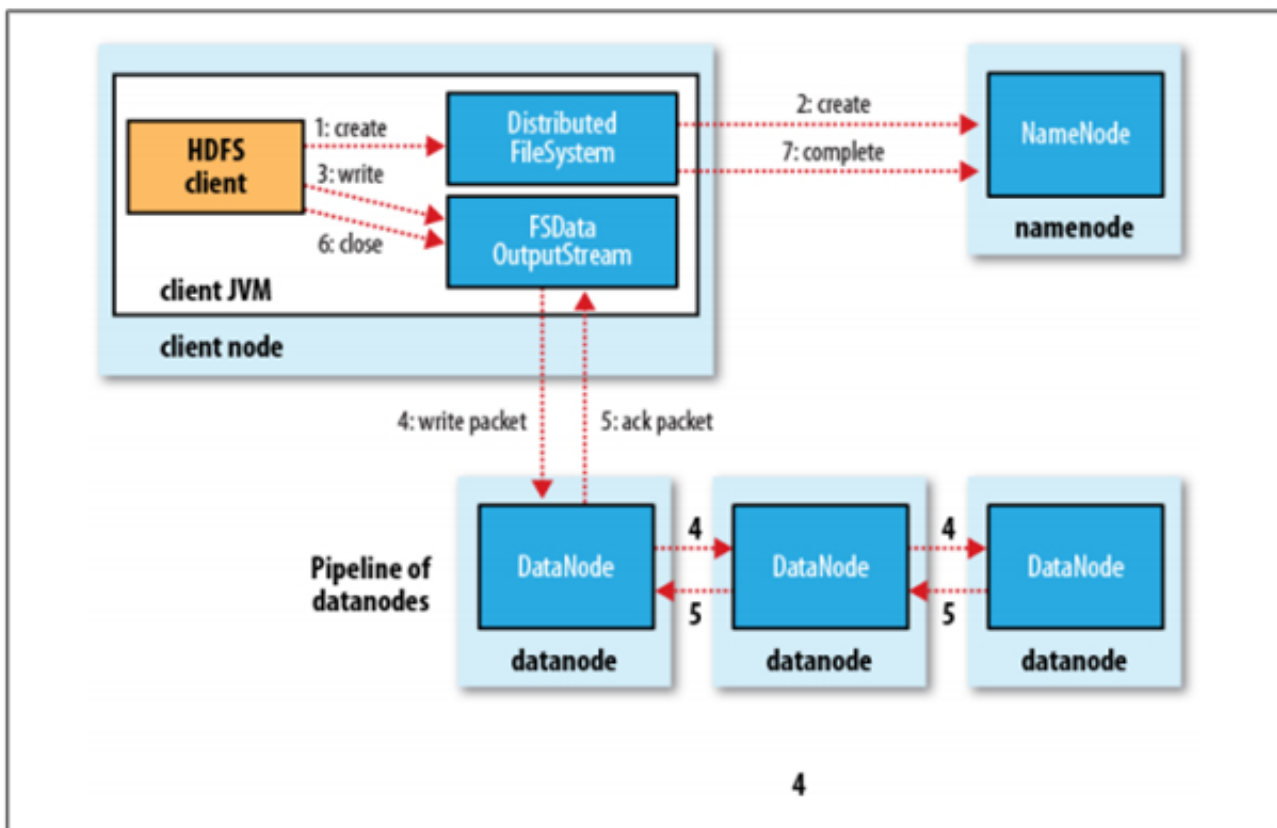 1: create
HDFS
client
3: write
6: close
Distributed
FileSystem
FSData
OutputStream
client JVM
client node
2: create
7: complete
NameNode
namenode
4: write packet
5: ack packet
Pipeline of
datanodes
DataNode
4
5
DataNode
4
5
DataNode
datanode
datanode
datanode
4